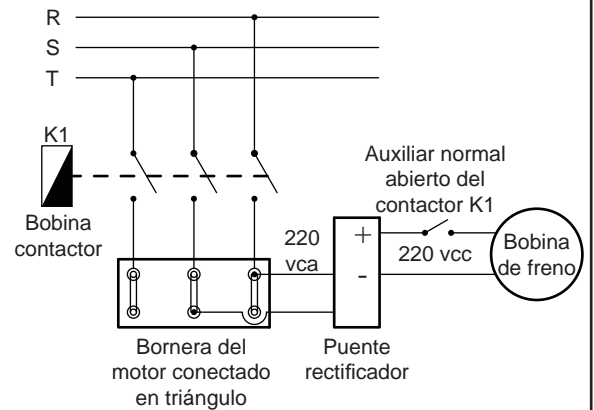 R
S
T
K1
Bobina
contactor
Auxiliar normal
abierto del
contactor K1
220
vca
+
-
220 vcc
Bobina
de freno
Bornera del
motor conectado
en triángulo
Puente
rectificador